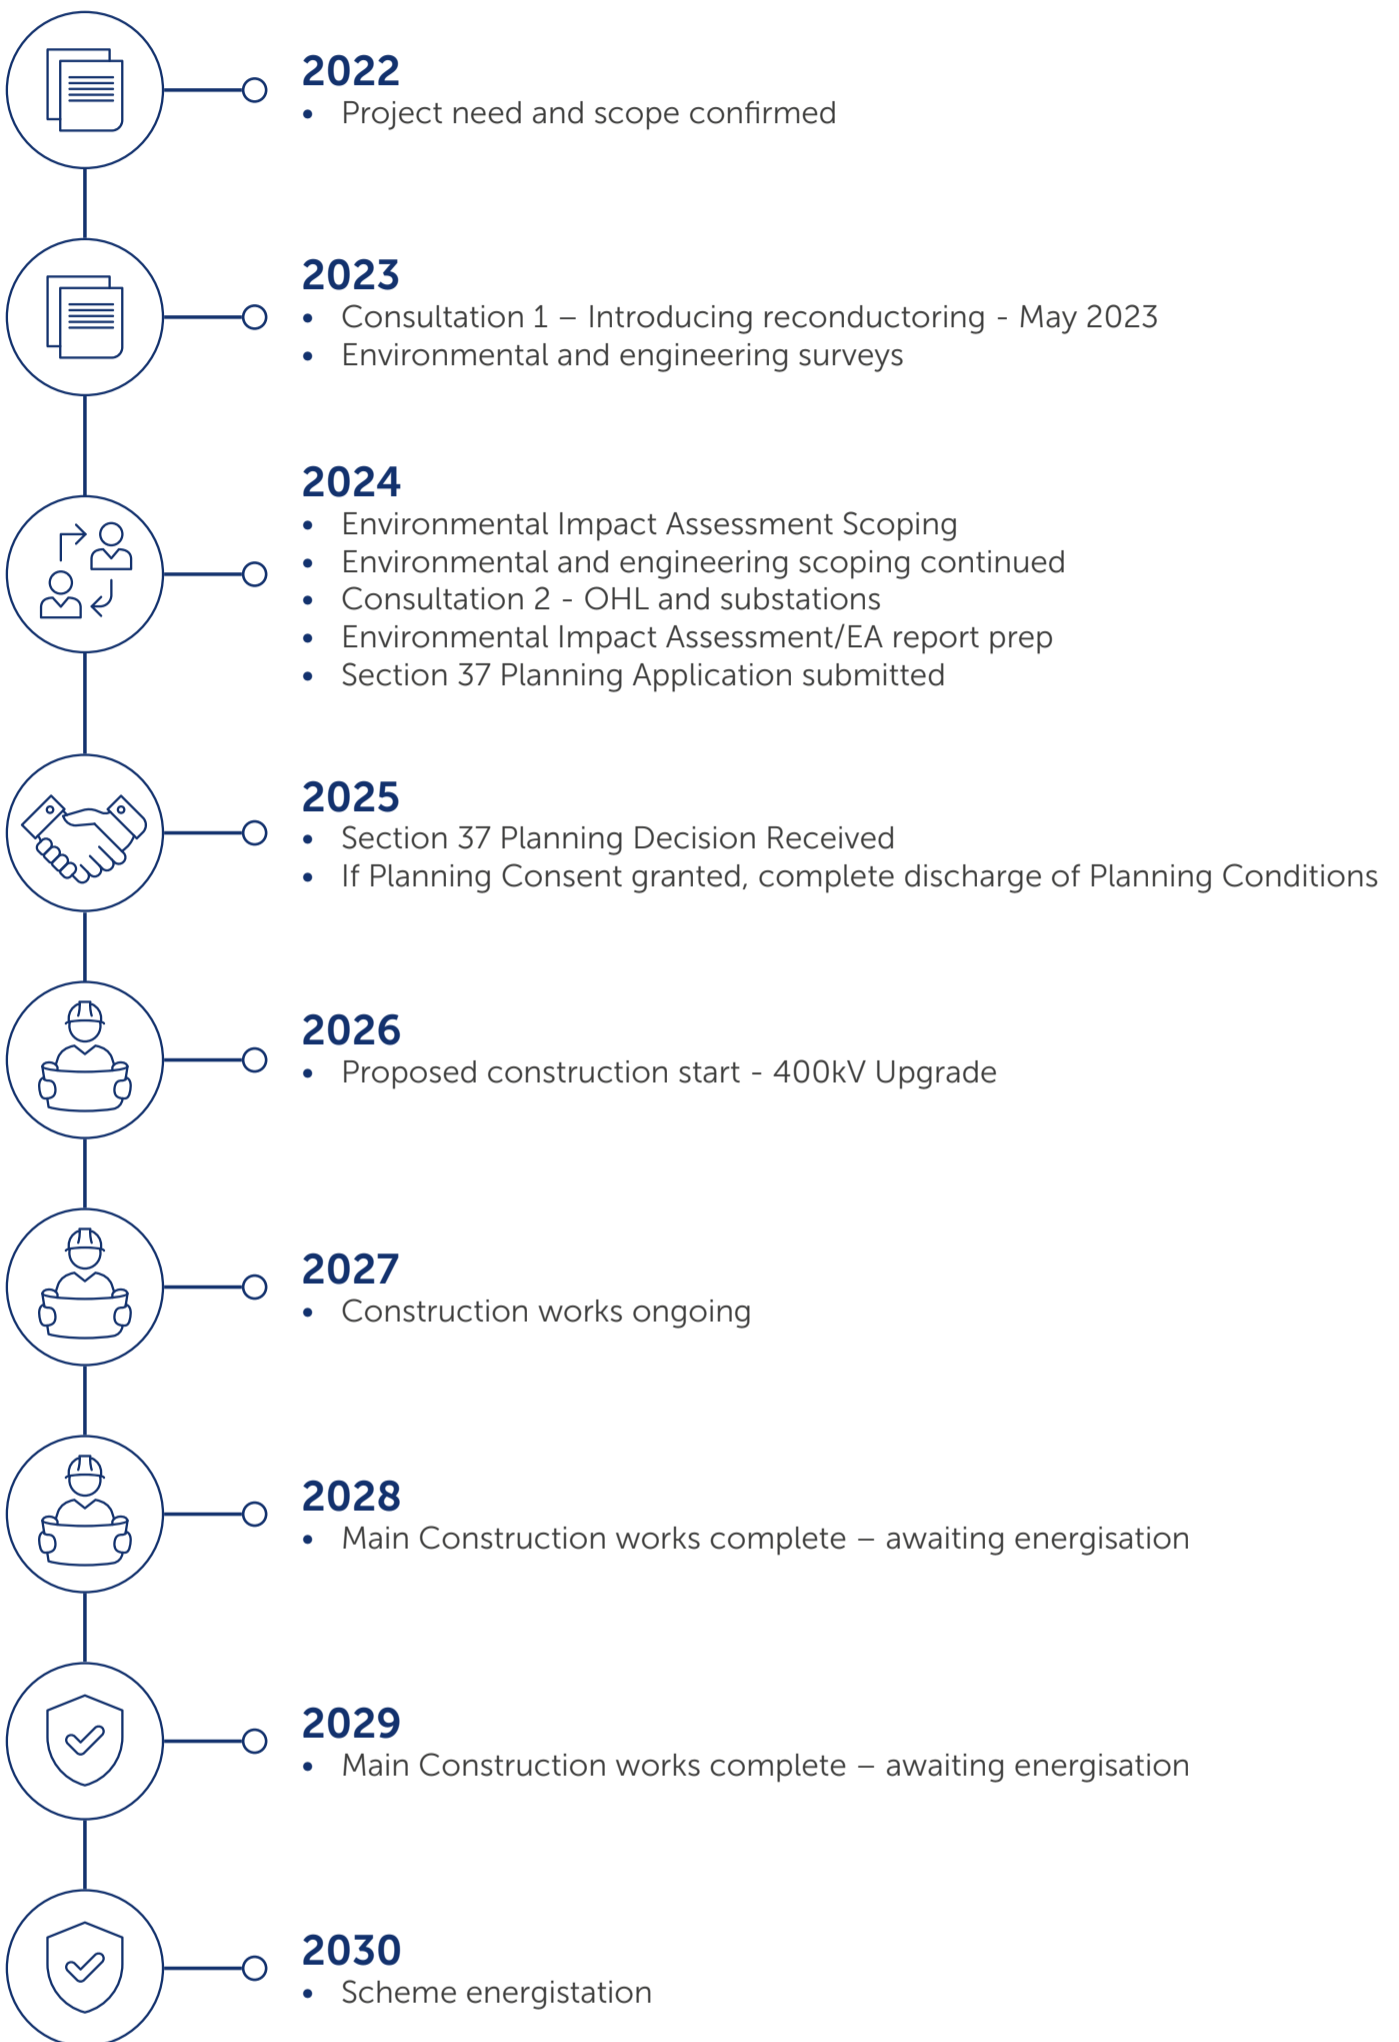 2022
• Project need and scope confirmed
2023
• Consultation 1 – Introducing reconductoring - May 2023
• Environmental and engineering surveys
2024
• Environmental Impact Assessment Scoping
• Environmental and engineering scoping continued
• Consultation 2 - OHL and substations
• Environmental Impact Assessment/EA report prep
• Section 37 Planning Application submitted
2025
• Section 37 Planning Decision Received
• If Planning Consent granted, complete discharge of Planning Conditions
2026
• Proposed construction start - 400kV Upgrade
2027
• Construction works ongoing
2028
• Main Construction works complete – awaiting energisation
2029
• Main Construction works complete – awaiting energisation
2030
• Scheme energistation